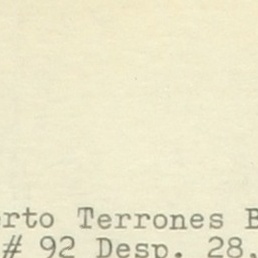 rto Terrones B
# 92 Desp. 28.